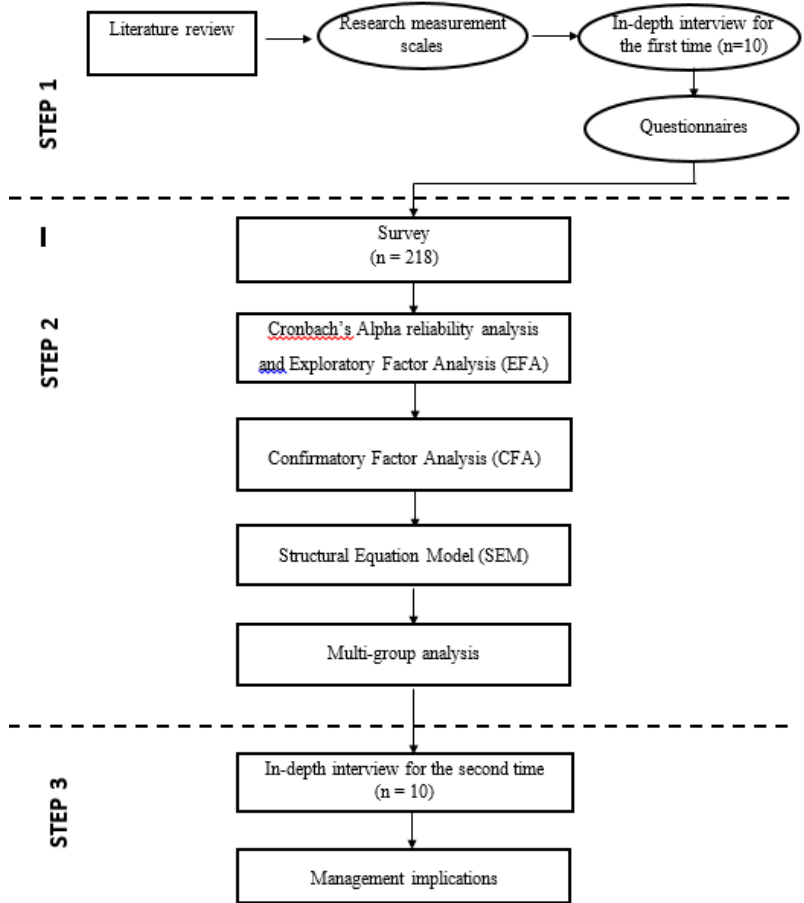 STEP 1
Literature review
Research measurement
scales
In-depth interview for
the first time (n=10)
Questionnaires
I
STEP 2
Survey
(n = 218)
Cronbach's Alpha reliability analysis
and Exploratory Factor Analysis (EFA)
Confirmatory Factor Analysis (CFA)
Structural Equation Model (SEM)
Multi-group analysis
STEP 3
In-depth interview for the second time
(n = 10)
Management implications